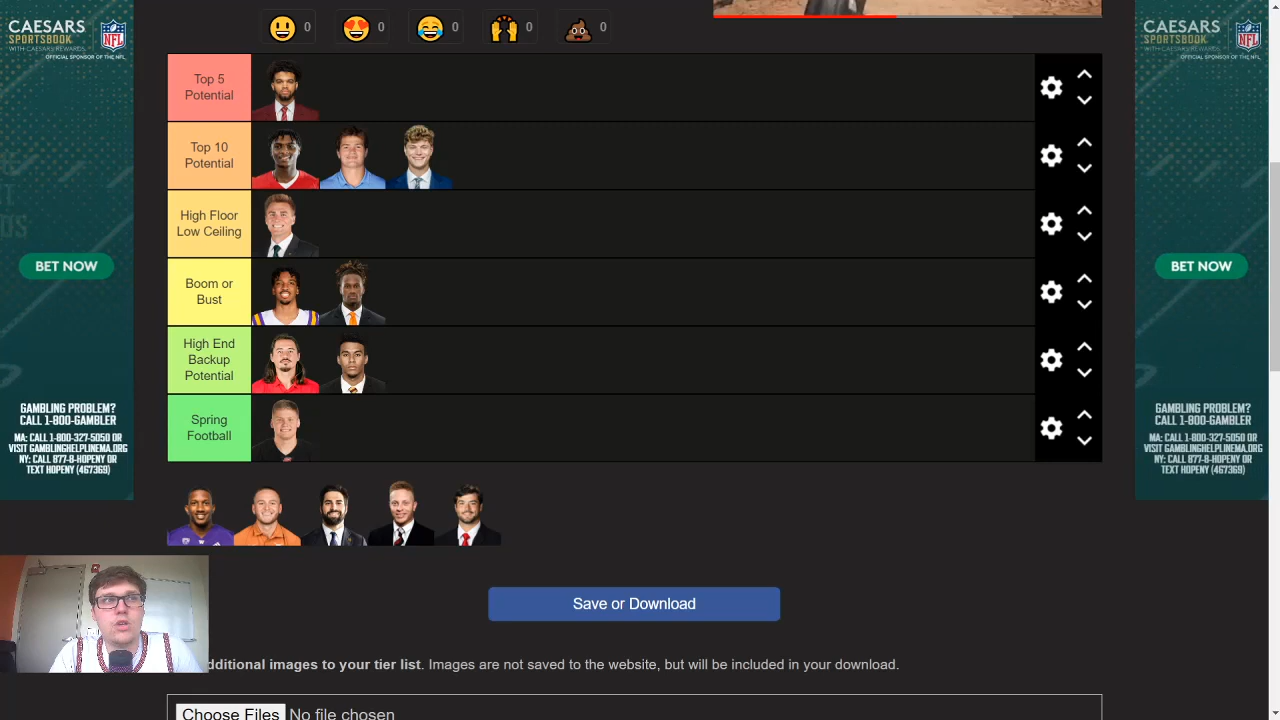 CAESARS
SPORTSBOOK
WITH CAESARS REWARDS
NFL
OFFICIAL SPONSOR OF THE NFL
BET NOW
GAMBLING PROBLEM?
CALL 1-800-GAMBLER
MA: CALL 1-800-327-5050 OR
VISIT GAMBLINGHELPLINEMA.ORG
NY: CALL 877-8-HOPENY OR
TEXT HOPENY (467369)
0
0
0
0
0
Top 5
Potential
Top 10
Potential
High Floor
Low Ceiling
Boom or
Bust
High End
Backup
Potential
Spring
Football
Save or Download
dditional images to your tier list. Images are not saved to the website, but will be included in your download.
Choose Files No file chosen
CAESARS
SPORTSBOOK
WITH CAESARS REWARDS
NFL
OFFICIAL SPONSOR OF THE NFL
BET NOW
GAMBLING PROBLEM?
CALL 1-800-GAMBLER
MA: CALL 1-800-327-5050 OR
VISIT GAMBLINGHELPLINEMA.ORG
NY: CALL 877-8-HOPENY OR
TEXT HOPENY (467369)